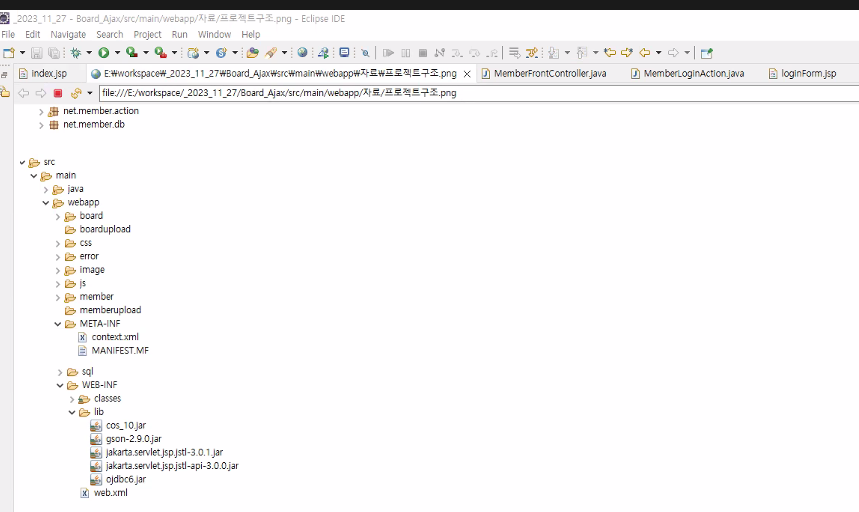 _2023_11_27 - Board_Ajax/src/main/webapp/자료/프로젝트구조.png - Eclipse IDE
File Edit Navigate Search Project Run Window Help
index.jsp E:₩workspace₩_2023_11_27₩Board_Ajax₩src₩main₩webapp₩자료₩프로젝트구조.png MemberFrontController.java MemberLoginAction.java loginForm.jsp
file:///E:/workspace/_2023_11_27/Board_Ajax/src/main/webapp/자료/프로젝트구조.png
net.member.action
net.member.db
src
main
java
webapp
board
boardupload
css
error
image
js
member
memberupload
META-INF
context.xml
MANIFEST.MF
sql
WEB-INF
classes
lib
cos_10.jar
gson-2.9.0.jar
jakarta.servlet.jsp.jstl-3.0.1.jar
jakarta.servlet.jsp.jstl-api-3.0.0.jar
ojdbc6.jar
web.xml